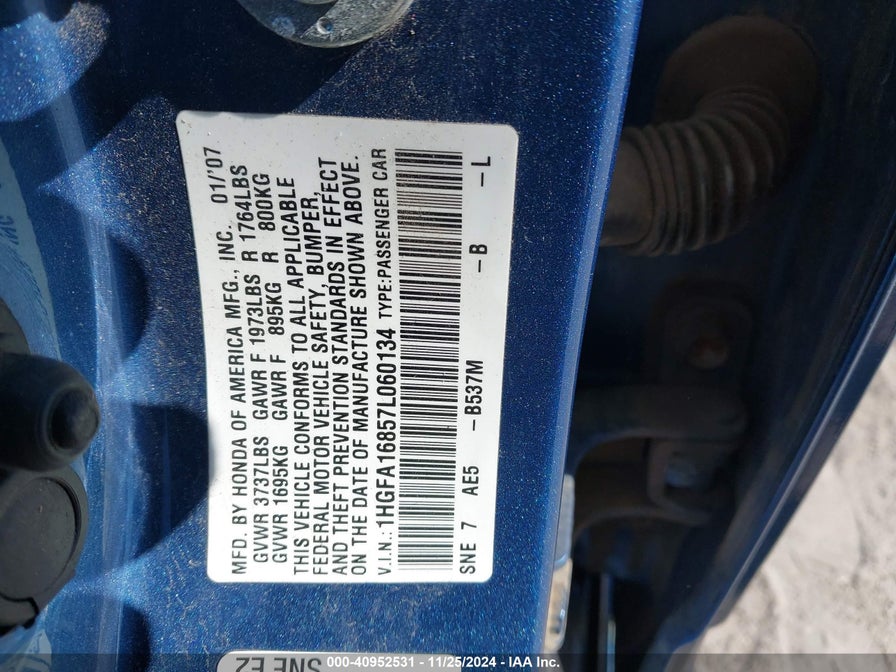 MFD. BY HONDA OF AMERICA MFG., INC. 01/'07
GVWR 3737LBS GAWR F 1973LBS R 1764LBS
GVWR 1695KG GAWR F 895KG R 800KG
THIS VEHICLE CONFORMS TO ALL APPLICABLE
FEDERAL MOTOR VEHICLE SAFETY, BUMPER,
AND THEFT PREVENTION STANDARDS IN EFFECT
ON THE DATE OF MANUFACTURE SHOWN ABOVE.
V.I.N.: 1HGFA16857L060134 TYPE:PASSENGER CAR
SNE 7 AE5 -B537M -B -L
SNE EZ
000-40952531 - 11/25/2024 - IAA Inc.